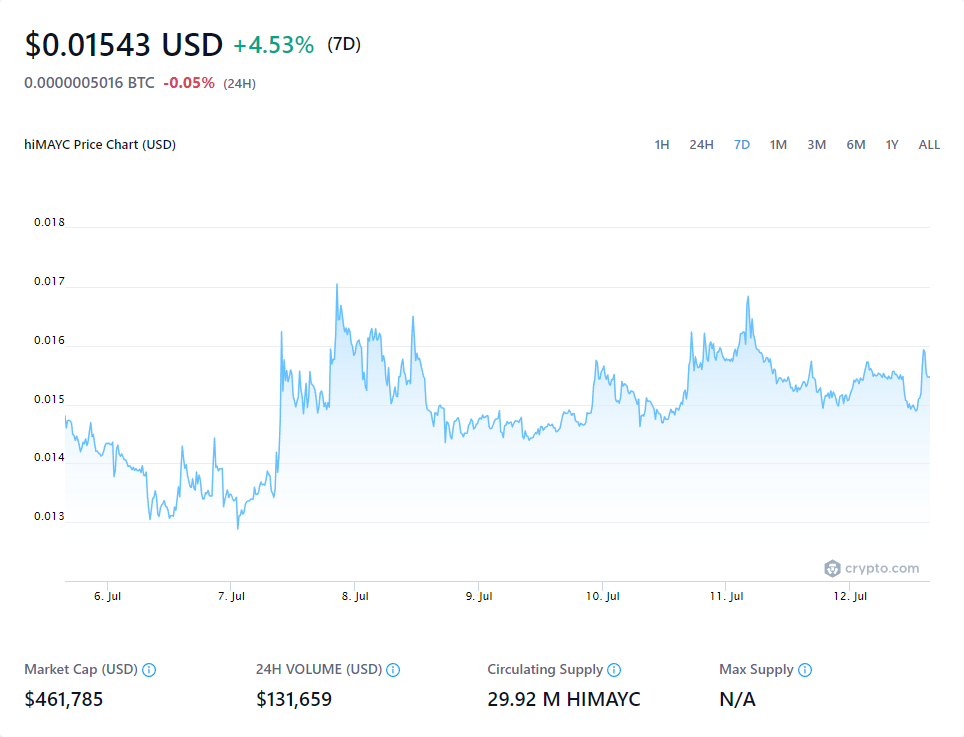 $0.01543 USD +4.53% (7D)
0.0000005016 BTC -0.05% (24H)
hiMAYC Price Chart (USD) 1H 24H 7D 1M 3M 6M 1Y ALL
0.018
0.017
0.016
0.015
0.014
0.013
crypto.com
6. Jul 7. Jul 8. Jul 9. Jul 10. Jul 11. Jul 12. Jul
Market Cap (USD) 24H VOLUME (USD) Circulating Supply Max Supply
$461,785 $131,659 29.92 M HIMAYC N/A